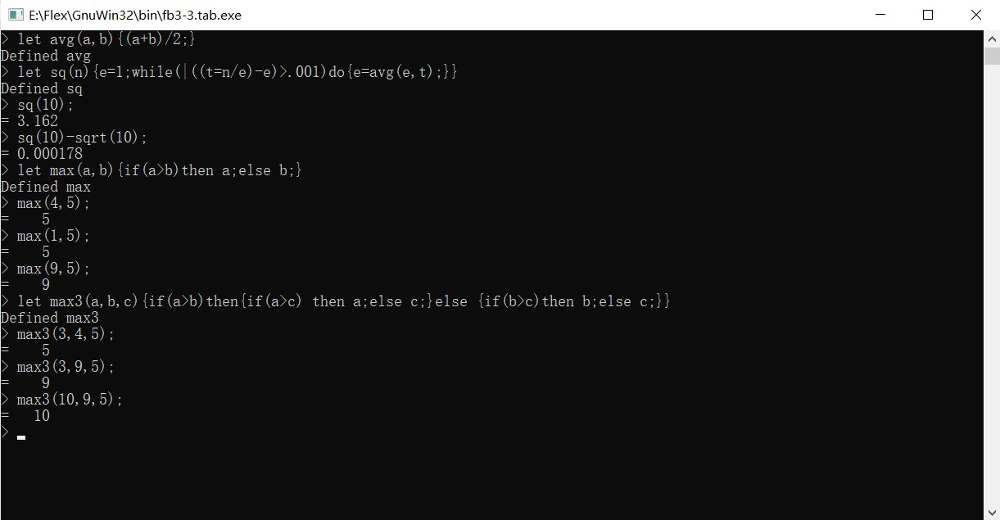 E:\Flex\GnuWin32\bin\fb3-3.tab.exe
> let avg(a,b){(a+b)/2;}
Defined avg
> let sq(n){e=1;while(|((t=n/e)-e)>.001)do{e=avg(e,t);}}
Defined sq
> sq(10);
= 3.162
> sq(10)-sqrt(10);
= 0.000178
> let max(a,b){if(a>b)then a;else b;}
Defined max
> max(4,5);
=    5
> max(1,5);
=    5
> max(9,5);
=    9
> let max3(a,b,c){if(a>b)then{if(a>c) then a;else c;}else {if(b>c)then b;else c;}}
Defined max3
> max3(3,4,5);
=    5
> max3(3,9,5);
=    9
> max3(10,9,5);
=   10
>